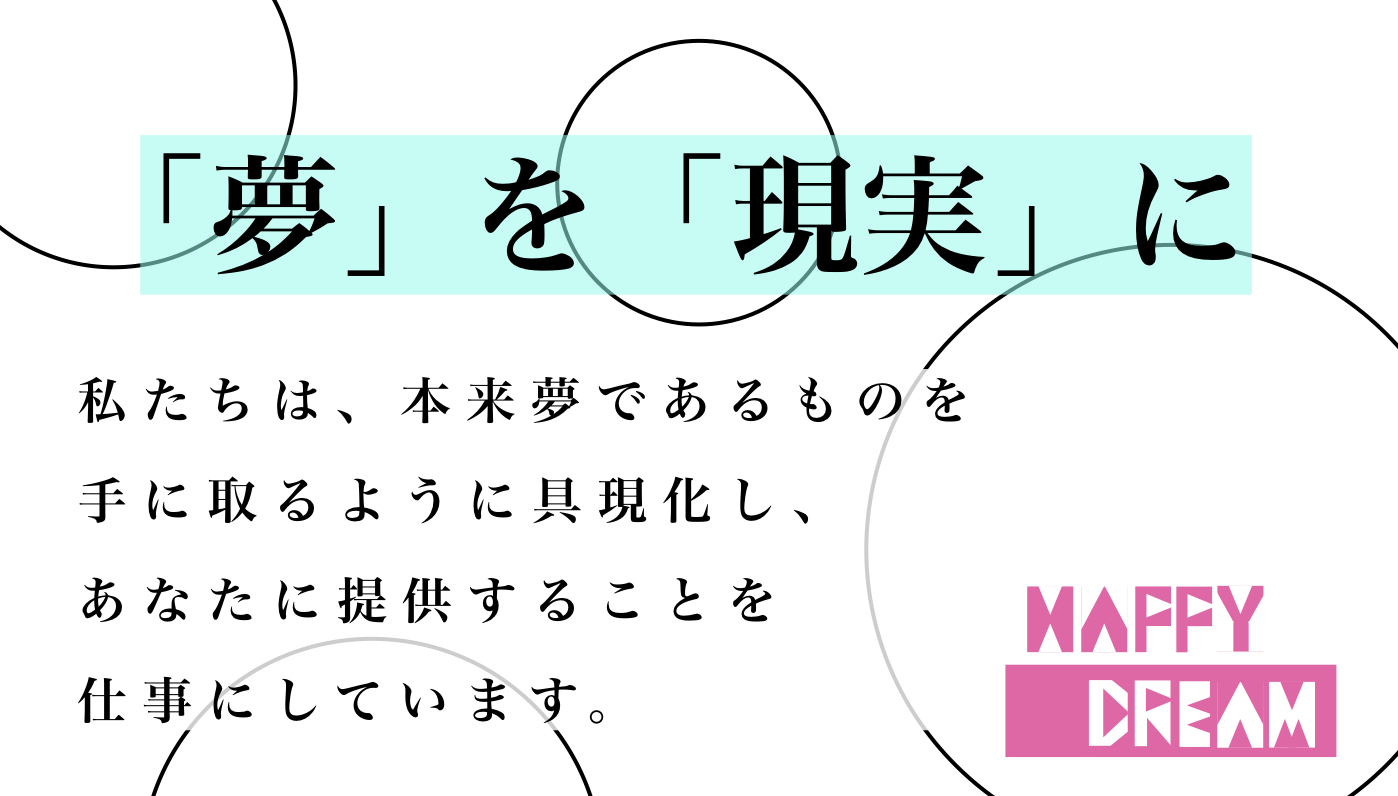 「夢」を「現実」に
私たちは、本来夢であるものを
手に取るように具現化し、
あなたに提供することを
仕事にしています。
HAPPY
DREAM